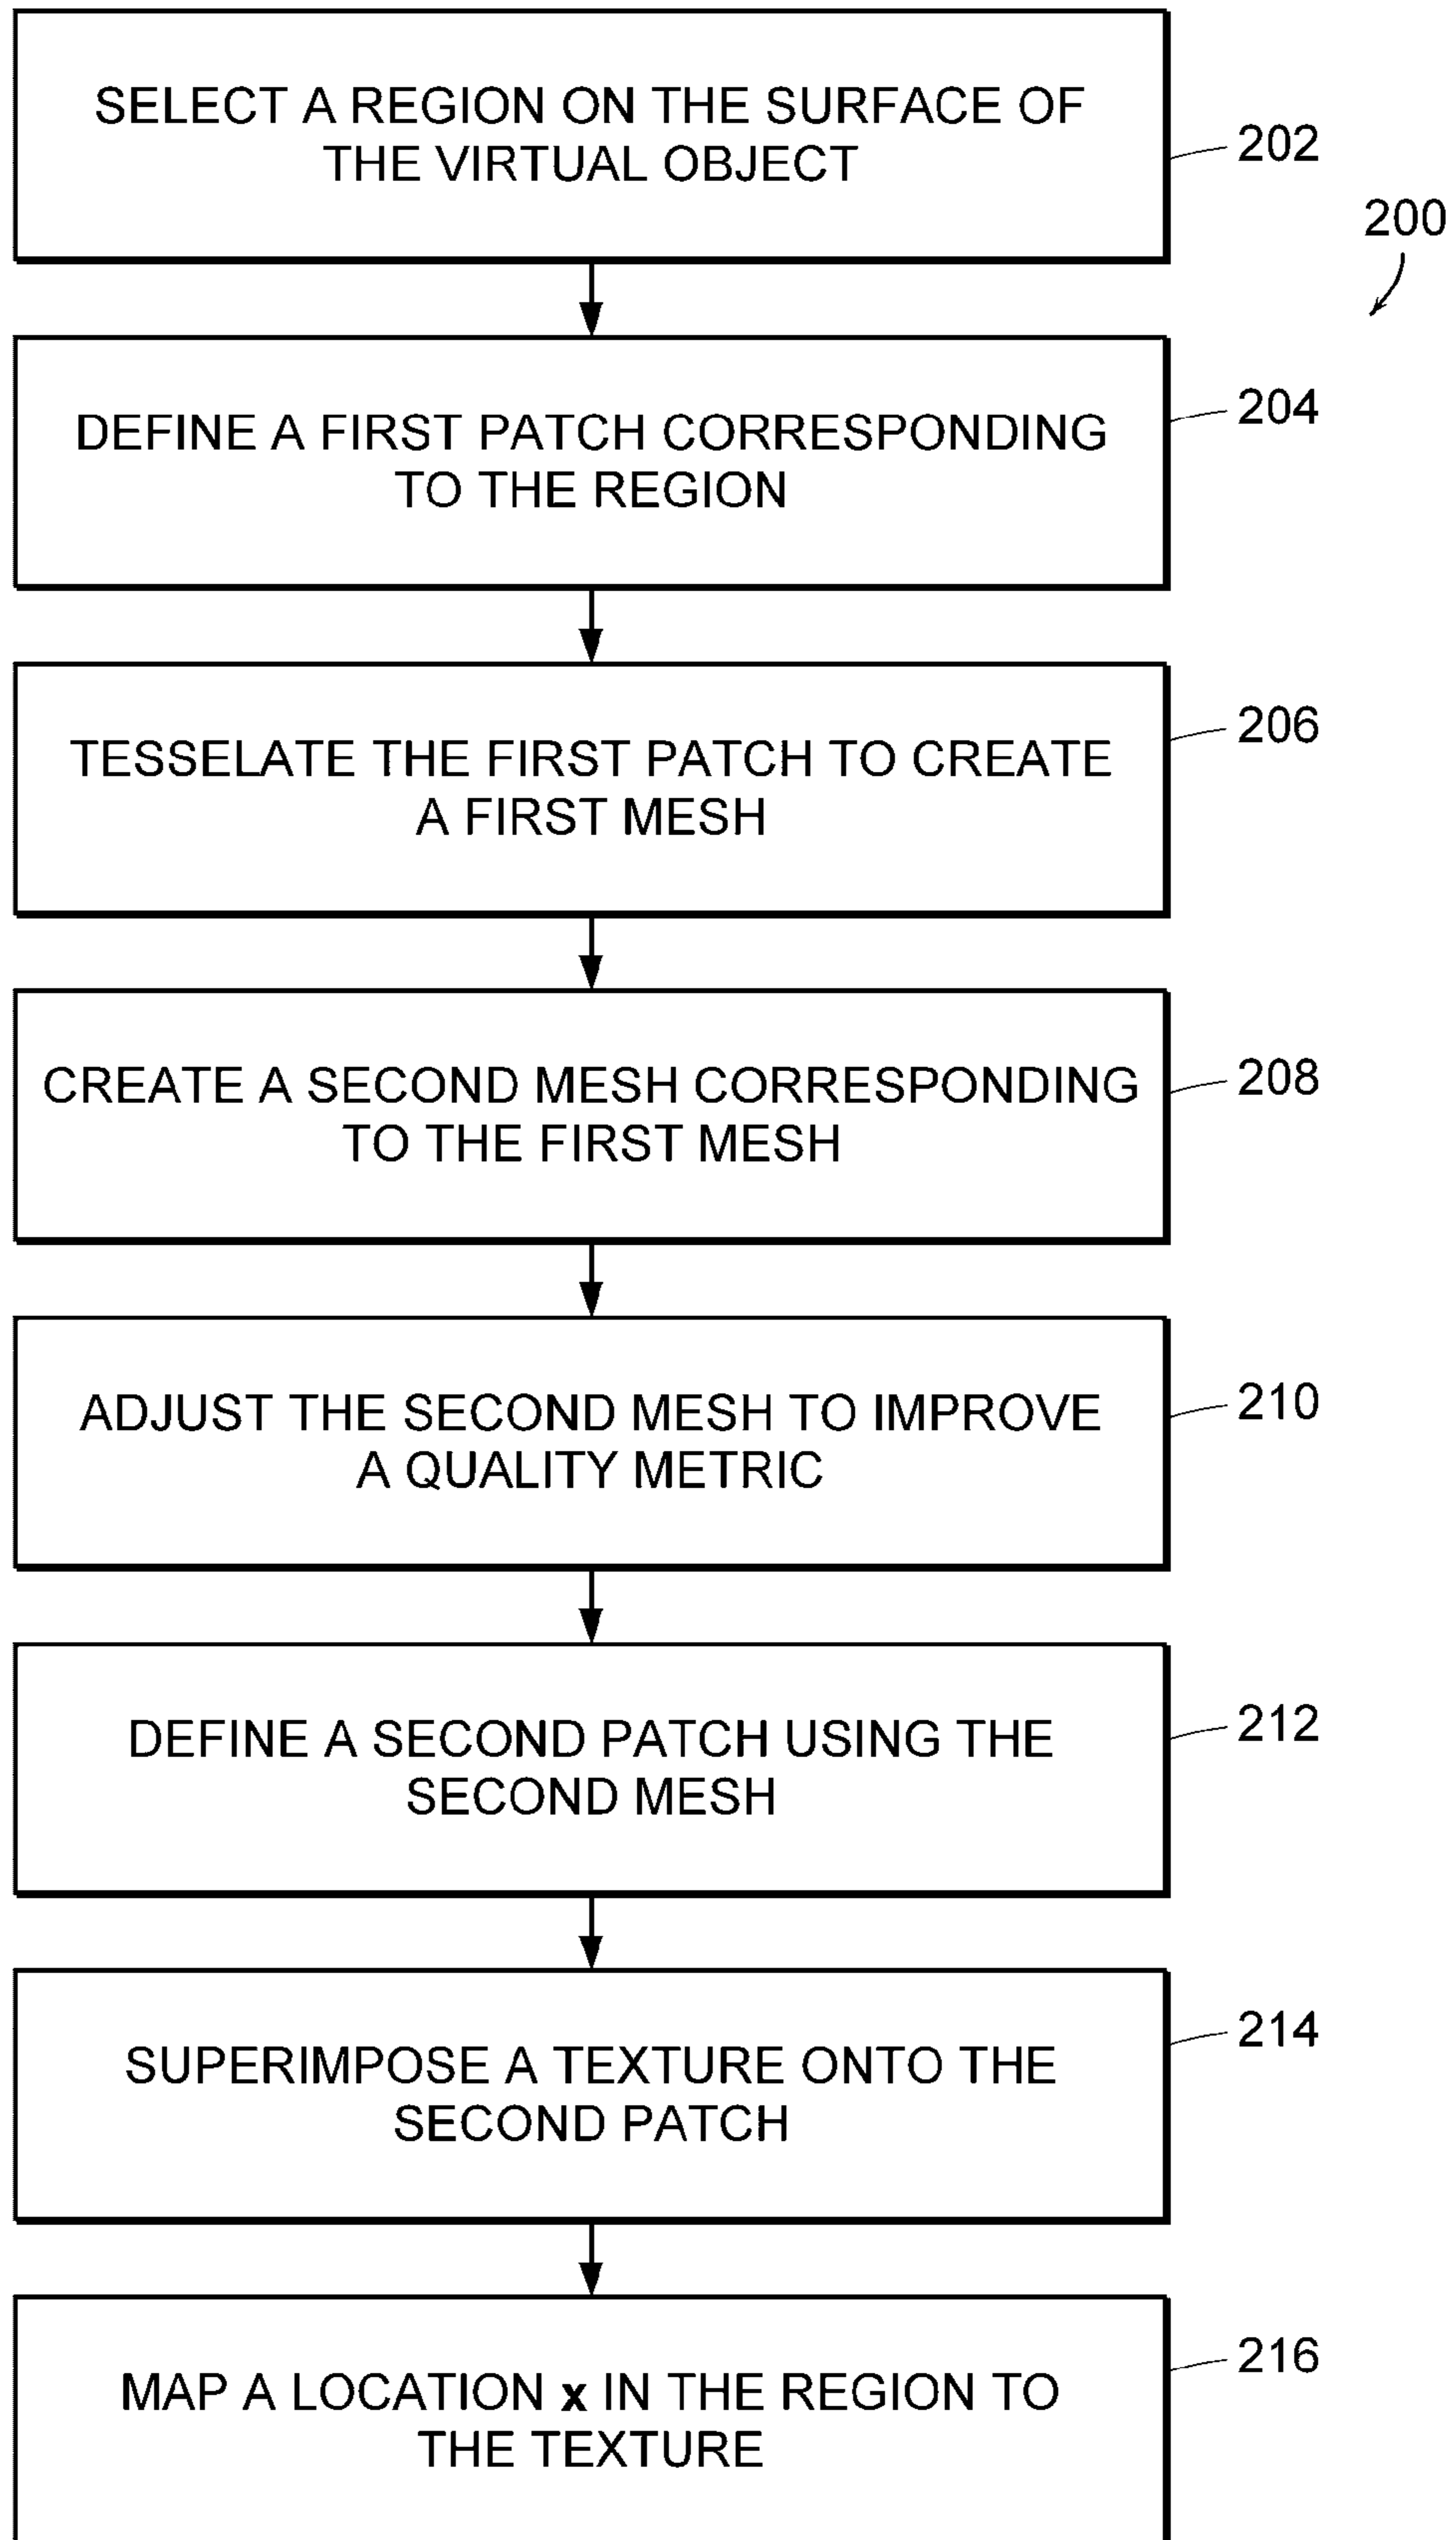 SELECT A REGION ON THE SURFACE OF
THE VIRTUAL OBJECT
202
200
DEFINE A FIRST PATCH CORRESPONDING
TO THE REGION
204
TESSELATE THE FIRST PATCH TO CREATE
A FIRST MESH
206
CREATE A SECOND MESH CORRESPONDING
TO THE FIRST MESH
208
ADJUST THE SECOND MESH TO IMPROVE
A QUALITY METRIC
210
DEFINE A SECOND PATCH USING THE
SECOND MESH
212
SUPERIMPOSE A TEXTURE ONTO THE
SECOND PATCH
214
MAP A LOCATION x IN THE REGION TO
THE TEXTURE
216